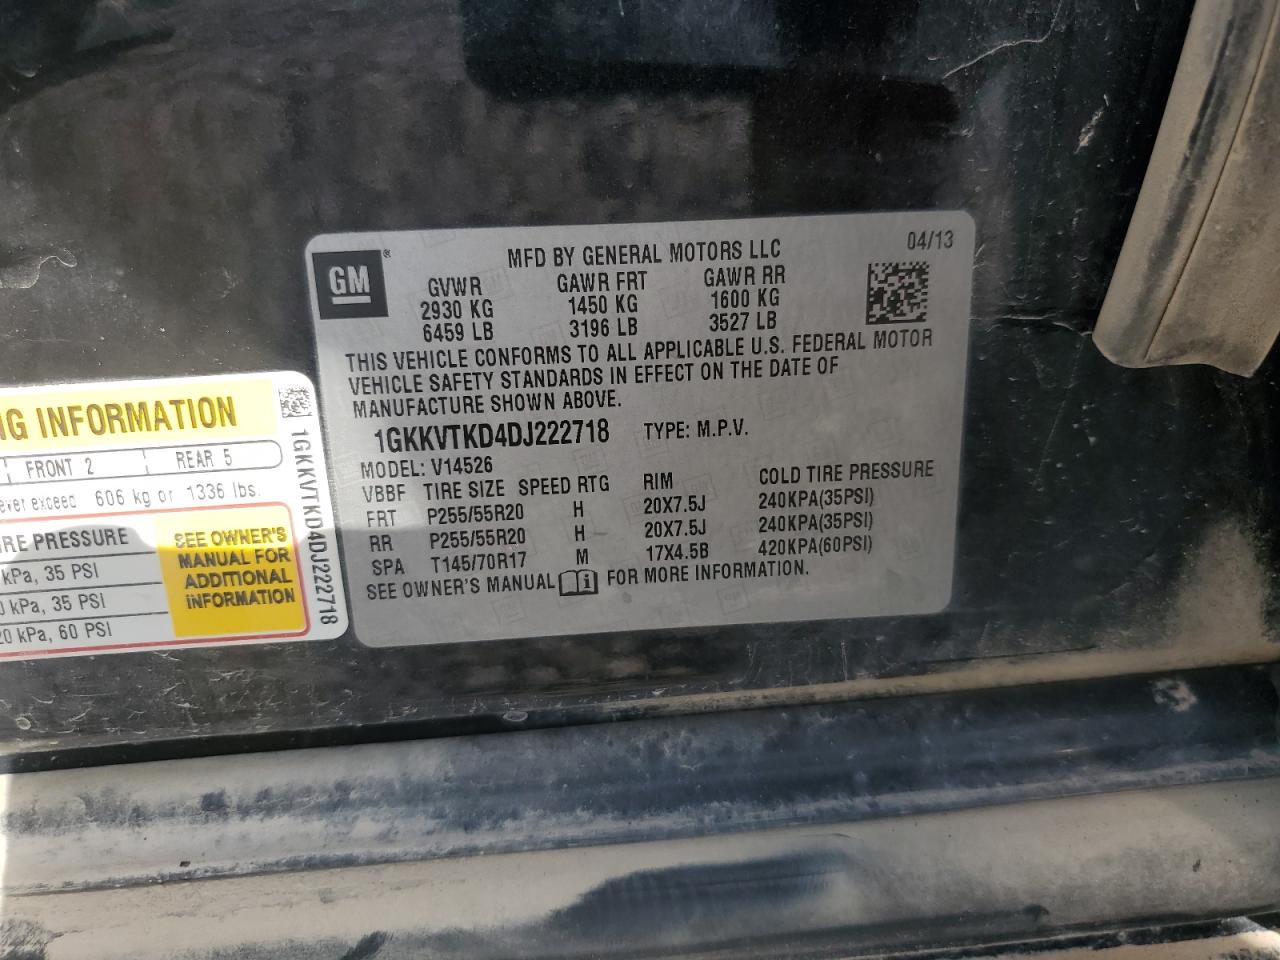 GM ®
MFD BY GENERAL MOTORS LLC 04/13
GVWR GAWR FRT GAWR RR
2930 KG 1450 KG 1600 KG
6459 LB 3196 LB 3527 LB
THIS VEHICLE CONFORMS TO ALL APPLICABLE U.S. FEDERAL MOTOR
VEHICLE SAFETY STANDARDS IN EFFECT ON THE DATE OF
MANUFACTURE SHOWN ABOVE.
1GKKVTKD4DJ222718 TYPE: M.P.V.
MODEL: V14526
VBBF TIRE SIZE SPEED RTG RIM COLD TIRE PRESSURE
FRT P255/55R20 H 20X7.5J 240KPA(35PSI)
RR P255/55R20 H 20X7.5J 240KPA(35PSI)
SPA T145/70R17 M 17X4.5B 420KPA(60PSI)
SEE OWNER'S MANUAL FOR MORE INFORMATION.
NG INFORMATION
FRONT 2 REAR 5
ever exceed 606 kg or 1336 lbs.
IRE PRESSURE
kPa, 35 PSI
0 kPa, 35 PSI
20 kPa, 60 PSI
SEE OWNER'S
MANUAL FOR
ADDITIONAL
INFORMATION
1GKKVTKD4DJ222718